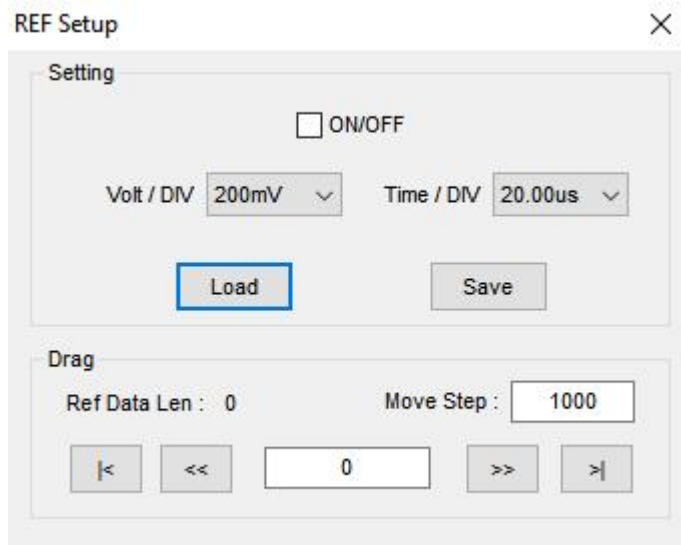 REF Setup
Setting
ON/OFF
Volt / DIV 200mV Time / DIV 20.00us
Load Save
Drag
Ref Data Len : 0 Move Step : 1000
|< << 0 >> >|